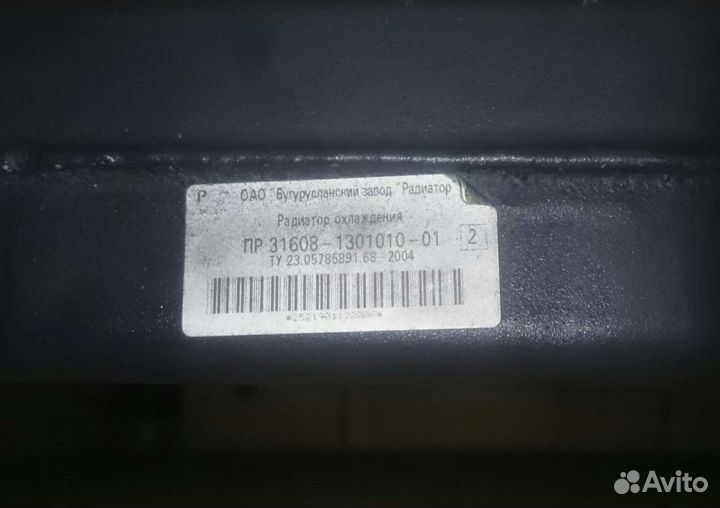 Р ОАО "Бугурусланский завод "Радиатор
Радиатор охлаждения
ПР 31608-1301010-01 2
ТУ 23.05785891.68-2004
Avito